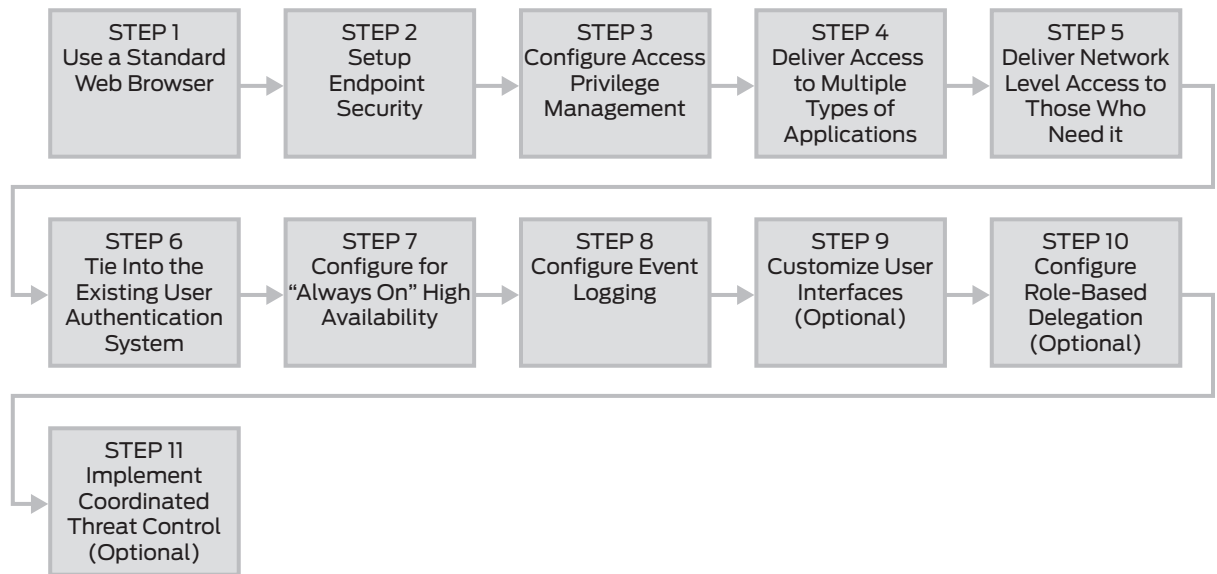 STEP 1
Use a Standard
Web Browser
STEP 2
Setup
Endpoint
Security
STEP 3
Configure Access
Privilege
Management
STEP 4
Deliver Access
to Multiple
Types of
Applications
STEP 5
Deliver Network
Level Access to
Those Who
Need it
STEP 6
Tie Into the
Existing User
Authentication
System
STEP 7
Configure for
“Always On” High
Availability
STEP 8
Configure Event
Logging
STEP 9
Customize User
Interfaces
(Optional)
STEP 10
Configure
Role-Based
Delegation
(Optional)
STEP 11
Implement
Coordinated
Threat Control
(Optional)